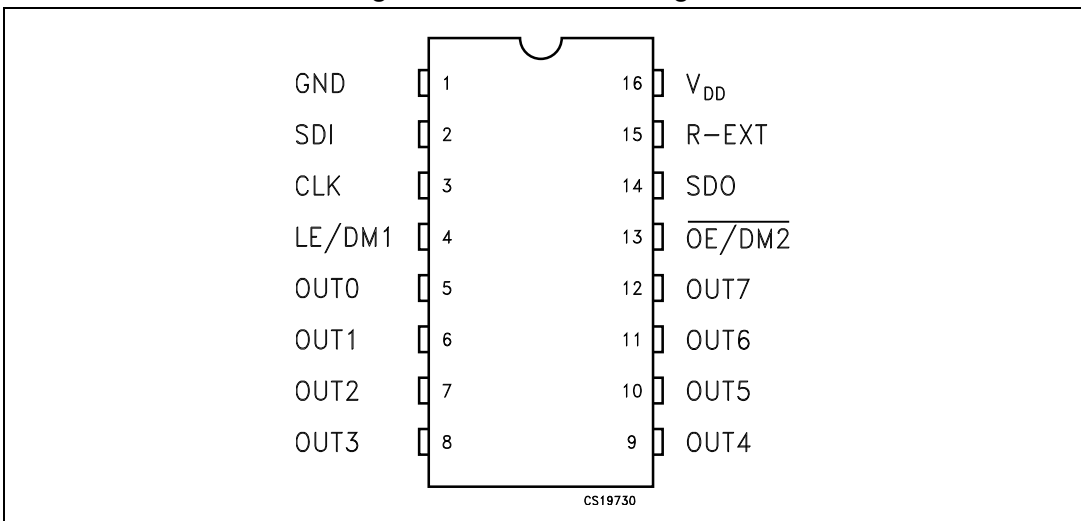 GND 1 16 V_DD
SDI 2 15 R-EXT
CLK 3 14 SDO
LE/DM1 4 13 OE/DM2
OUT0 5 12 OUT7
OUT1 6 11 OUT6
OUT2 7 10 OUT5
OUT3 8 9 OUT4
CS19730